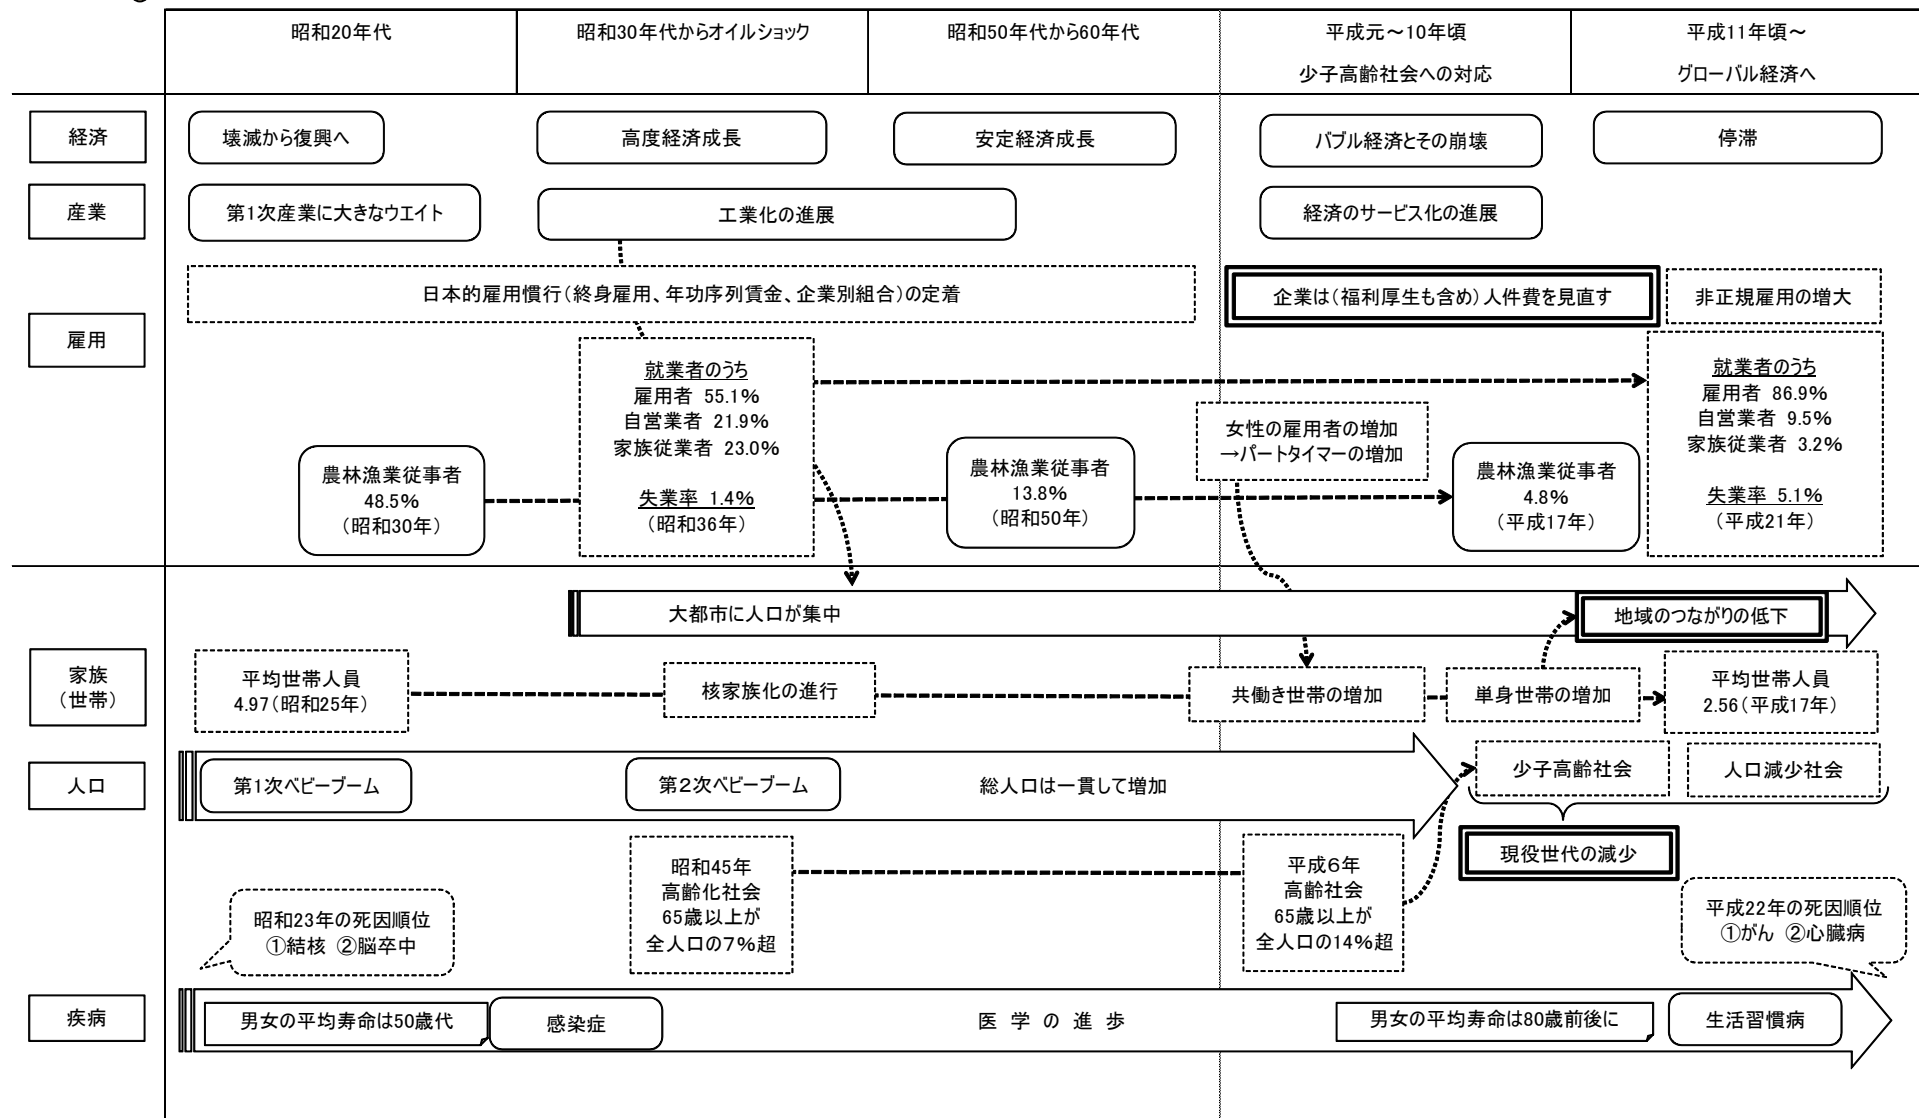 昭和20年代
昭和30年代からオイルショック
昭和50年代から60年代
平成元～10年頃
少子高齢社会への対応
平成11年頃～
グローバル経済へ
経済
壊滅から復興へ
高度経済成長
安定経済成長
バブル経済とその崩壊
停滞
産業
第1次産業に大きなウエイト
工業化の進展
経済のサービス化の進展
雇用
日本的雇用慣行（終身雇用、年功序列賃金、企業別組合）の定着
企業は（福利厚生も含め）人件費を見直す
非正規雇用の増大
農林漁業従事者
48.5%
（昭和30年）
就業者のうち
雇用者 55.1%
自営業者 21.9%
家族従業者 23.0%
失業率 1.4%
（昭和36年）
農林漁業従事者
13.8%
（昭和50年）
女性の雇用者の増加
→パートタイマーの増加
農林漁業従事者
4.8%
（平成17年）
就業者のうち
雇用者 86.9%
自営業者 9.5%
家族従業者 3.2%
失業率 5.1%
（平成21年）
大都市に人口が集中
地域のつながりの低下
家族
（世帯）
平均世帯人員
4.97（昭和25年）
核家族化の進行
共働き世帯の増加
単身世帯の増加
平均世帯人員
2.56（平成17年）
人口
第1次ベビーブーム
第2次ベビーブーム
総人口は一貫して増加
少子高齢社会
人口減少社会
現役世代の減少
昭和45年
高齢化社会
65歳以上が
全人口の7%超
平成6年
高齢社会
65歳以上が
全人口の14%超
昭和23年の死因順位
①結核 ②脳卒中
平成22年の死因順位
①がん ②心臓病
疾病
男女の平均寿命は50歳代
感染症
医学の進歩
男女の平均寿命は80歳前後に
生活習慣病